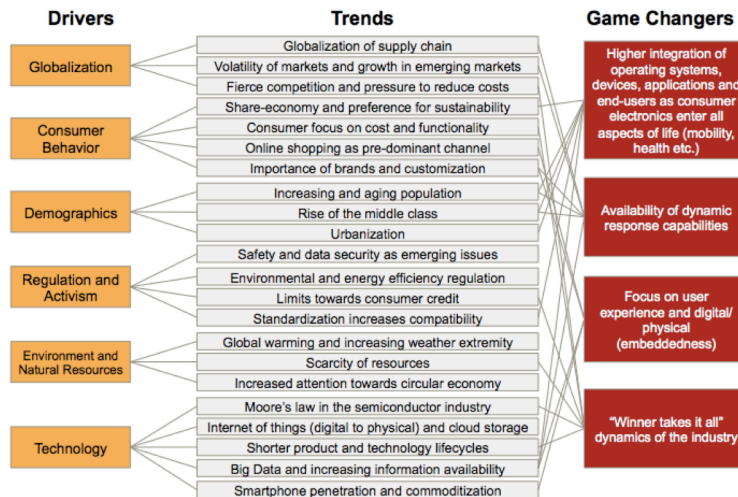 Drivers
Trends
Game Changers
Globalization
Consumer
Behavior
Demographics
Regulation and
Activism
Environment and
Natural Resources
Technology
Globalization of supply chain
Volatility of markets and growth in emerging markets
Fierce competition and pressure to reduce costs
Share-economy and preference for sustainability
Consumer focus on cost and functionality
Online shopping as pre-dominant channel
Importance of brands and customization
Increasing and aging population
Rise of the middle class
Urbanization
Safety and data security as emerging issues
Environmental and energy efficiency regulation
Limits towards consumer credit
Standardization increases compatibility
Global warming and increasing weather extremity
Scarcity of resources
Increased attention towards circular economy
Moore's law in the semiconductor industry
Internet of things (digital to physical) and cloud storage
Shorter product and technology lifecycles
Big Data and increasing information availability
Smartphone penetration and commoditization
Higher integration of
operating systems,
devices, applications and
end-users as consumer
electronics enter all
aspects of life (mobility,
health etc.)
Availability of dynamic
response capabilities
Focus on user
experience and digital/
physical
(embeddedness)
"Winner takes it all"
dynamics of the industry